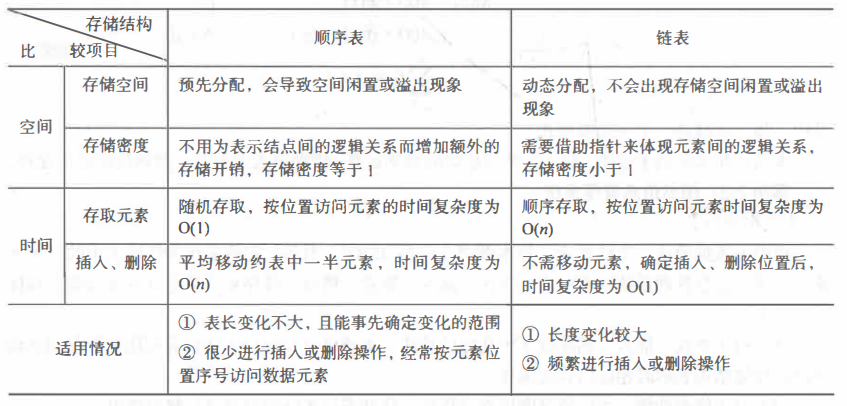 存储结构
比 较项目
顺序表
链表
空间
存储空间
预先分配，会导致空间闲置或溢出现象
动态分配，不会出现存储空间闲置或溢出
现象
存储密度
不用为表示结点间的逻辑关系而增加额外的
存储开销，存储密度等于1
需要借助指针来体现元素间的逻辑关系，
存储密度小于1
时间
存取元素
随机存取，按位置访问元素的时间复杂度为
O(1)
顺序存取，按位置访问元素时间复杂度为
O(n)
插入、删除
平均移动约表中一半元素，时间复杂度为
O(n)
不需移动元素，确定插入、删除位置后，
时间复杂度为 O(1)
适用情况
① 表长变化不大，且能事先确定变化的范围
② 很少进行插入或删除操作，经常按元素位
置序号访问数据元素
① 长度变化较大
② 频繁进行插入或删除操作